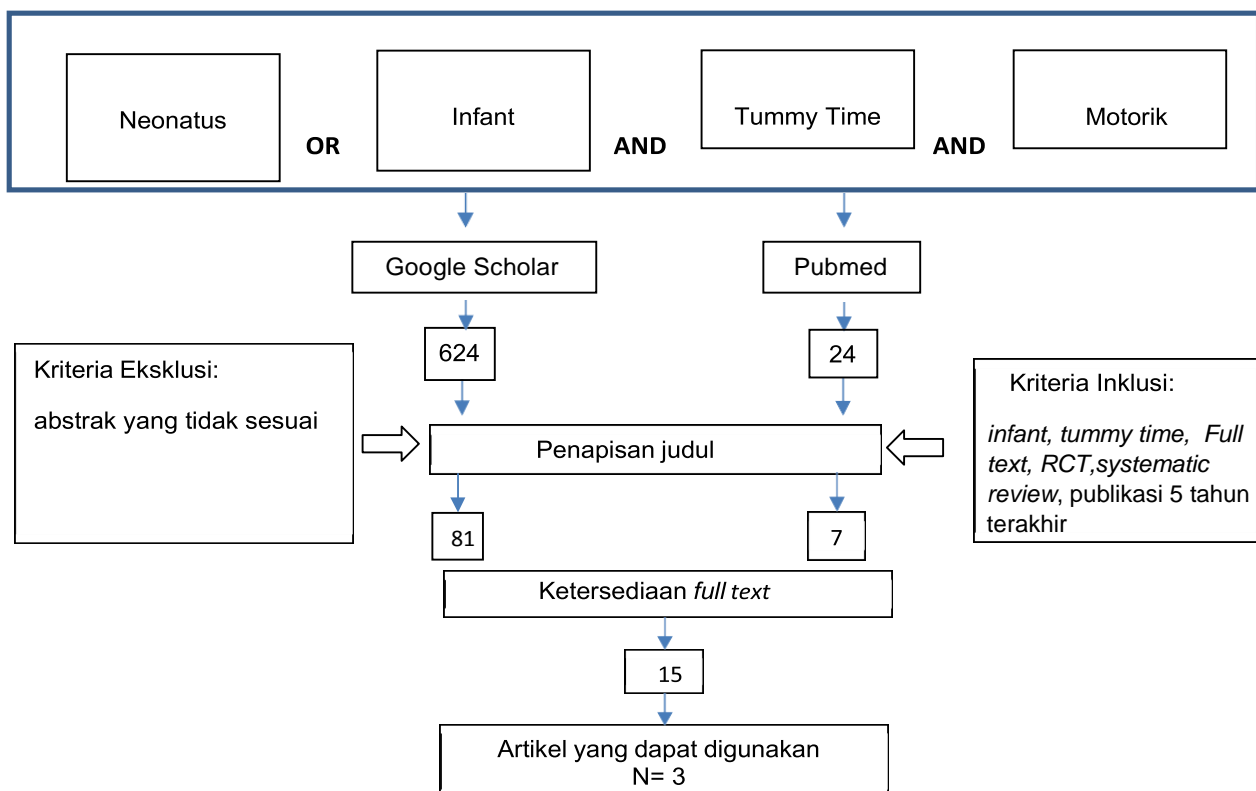 Neonatus
OR
Infant
AND
Tummy Time
AND
Motorik
Google Scholar
Pubmed
624
24
Kriteria Eksklusi:
abstrak yang tidak sesuai
Penapisan judul
Kriteria Inklusi:
infant, tummy time, Full
text, RCT,systematic
review, publikasi 5 tahun
terakhir
81
7
Ketersediaan full text
15
Artikel yang dapat digunakan
N= 3